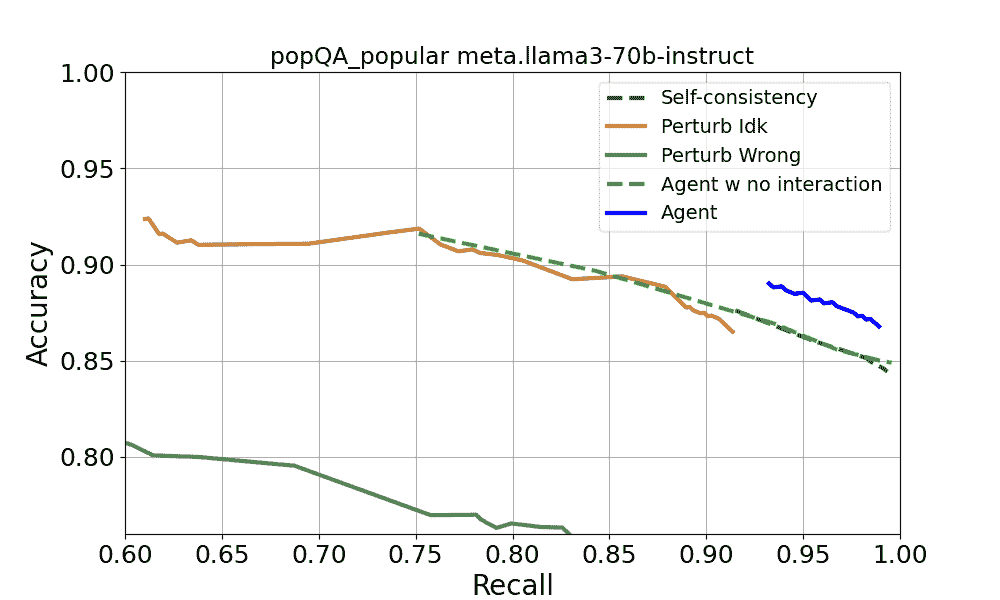 popQA_popular meta.llama3-70b-instruct
1.00
0.95
0.90
0.85
0.80
Accuracy
Self-consistency
Perturb Idk
Perturb Wrong
Agent w no interaction
Agent
0.60 0.65 0.70 0.75 0.80 0.85 0.90 0.95 1.00
Recall